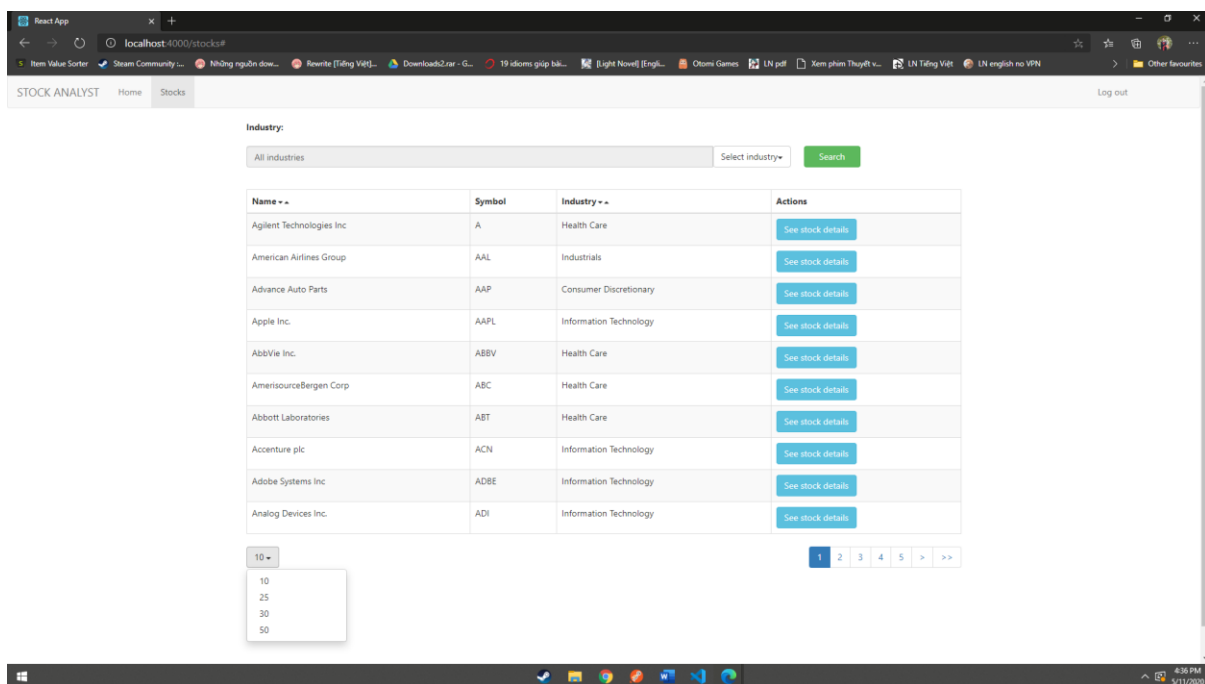 React App
localhost:4000/stocks#
Item Value Sorter Steam Community :... Những nguồn dow... Rewrite [Tiếng Việt]... Downloads2.rar - G... 19 idioms giúp bài... [Light Novel] [Engli... Otomi Games LN pdf Xem phim Thuyết v... LN Tiếng Việt LN english no VPN Other favourites
STOCK ANALYST Home Stocks Log out
Industry:
All industries Select industry Search
Name Symbol Industry Actions
Agilent Technologies Inc A Health Care See stock details
American Airlines Group AAL Industrials See stock details
Advance Auto Parts AAP Consumer Discretionary See stock details
Apple Inc. AAPL Information Technology See stock details
AbbVie Inc. ABBV Health Care See stock details
AmerisourceBergen Corp ABC Health Care See stock details
Abbott Laboratories ABT Health Care See stock details
Accenture plc ACN Information Technology See stock details
Adobe Systems Inc ADBE Information Technology See stock details
Analog Devices Inc. ADI Information Technology See stock details
10 1 2 3 4 5 > >>
10
25
30
50
4:36 PM
5/11/2020